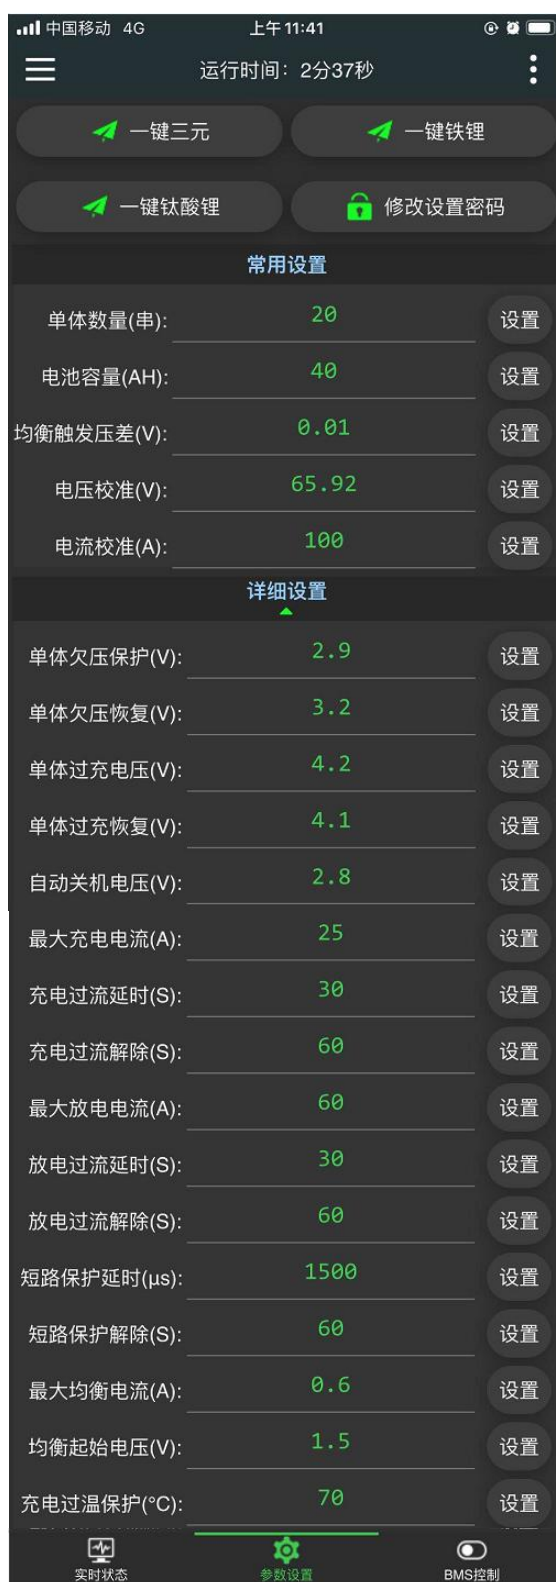 中国移动 4G 上午11:41
运行时间：2分37秒
一键三元 一键铁锂
一键钛酸锂 修改设置密码
常用设置
单体数量(串): 20 设置
电池容量(AH): 40 设置
均衡触发压差(V): 0.01 设置
电压校准(V): 65.92 设置
电流校准(A): 100 设置
详细设置
单体欠压保护(V): 2.9 设置
单体欠压恢复(V): 3.2 设置
单体过充电压(V): 4.2 设置
单体过充恢复(V): 4.1 设置
自动关机电压(V): 2.8 设置
最大充电电流(A): 25 设置
充电过流延时(S): 30 设置
充电过流解除(S): 60 设置
最大放电电流(A): 60 设置
放电过流延时(S): 30 设置
放电过流解除(S): 60 设置
短路保护延时(µs): 1500 设置
短路保护解除(S): 60 设置
最大均衡电流(A): 0.6 设置
均衡起始电压(V): 1.5 设置
充电过温保护(°C): 70 设置
实时状态 参数设置 BMS控制